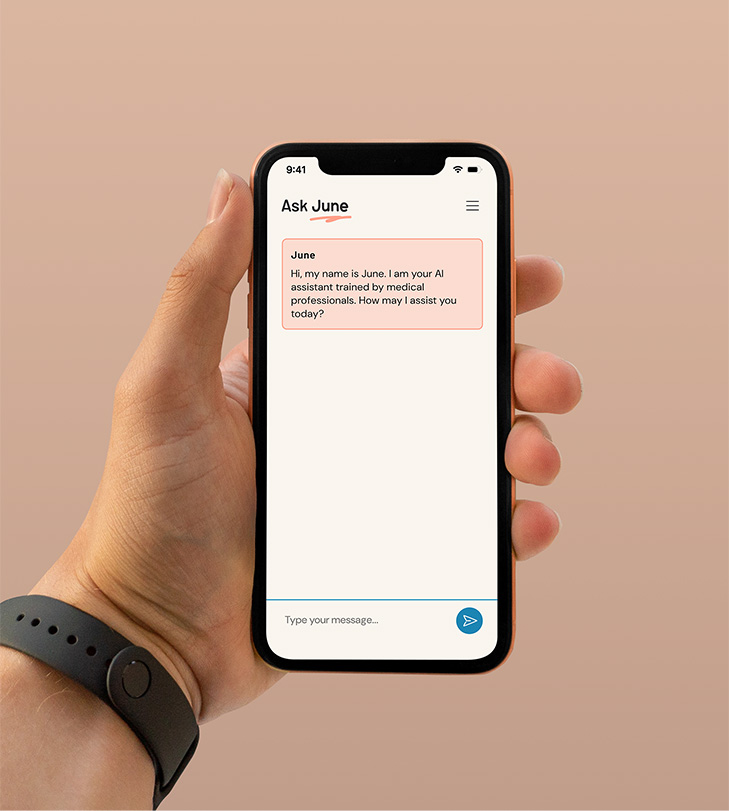 9:41
Ask June
June
Hi, my name is June. I am your AI
assistant trained by medical
professionals. How may I assist you
today?
Type your message...